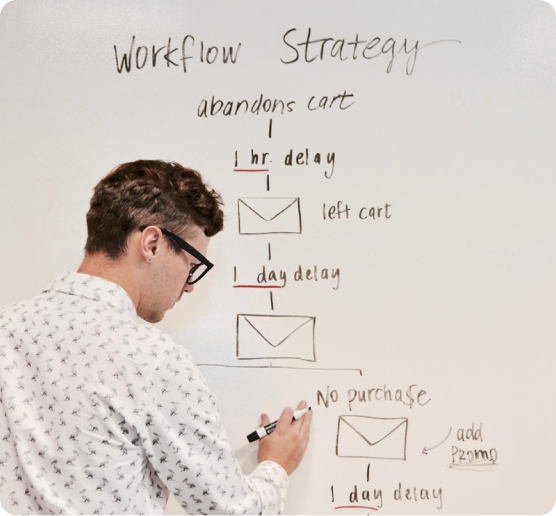 Workflow Strategy
abandons cart
1 hr. delay
left cart
1 day delay
No purchase
add
PROMO
1 day delay